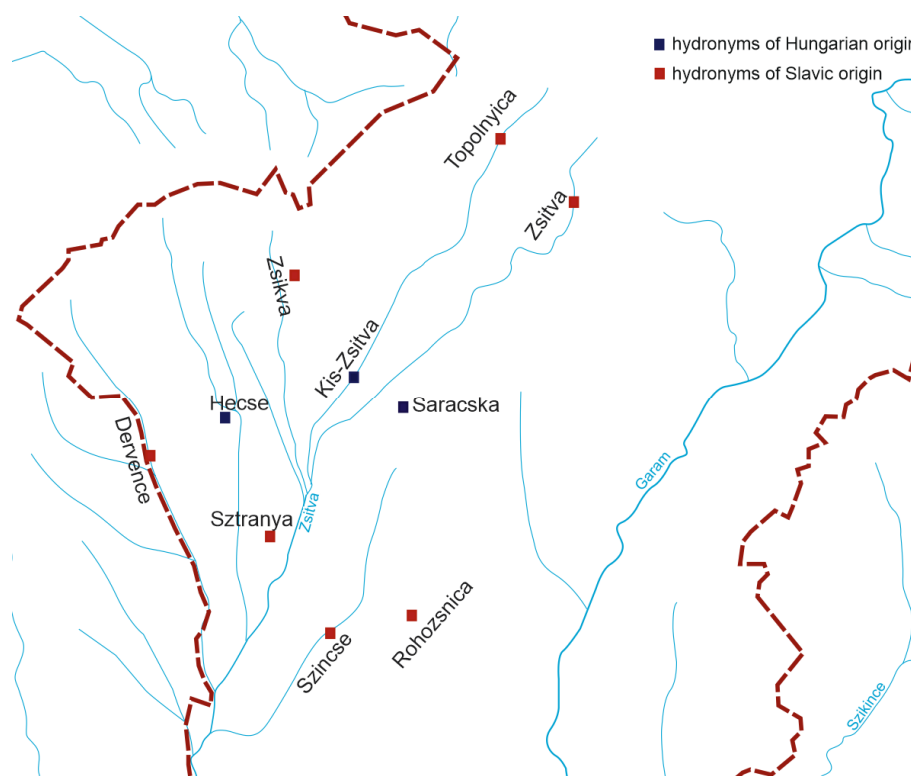 hydronyms of Hungarian origin
hydronyms of Slavic origin
Topolnyica
Zsitva
Zsikva
Kis-Zsitva
Hecse
Saracska
Dervence
Garam
Sztranya
Zsitva
Rohozsnica
Szincse
Szikince